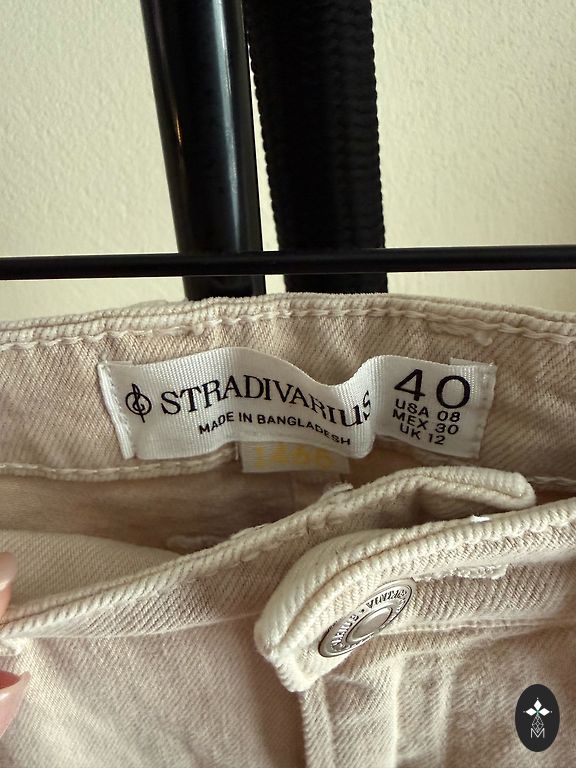 STRADIVARIUS
MADE IN BANGLADESH
40
USA 08
MEX 30
UK 12
M